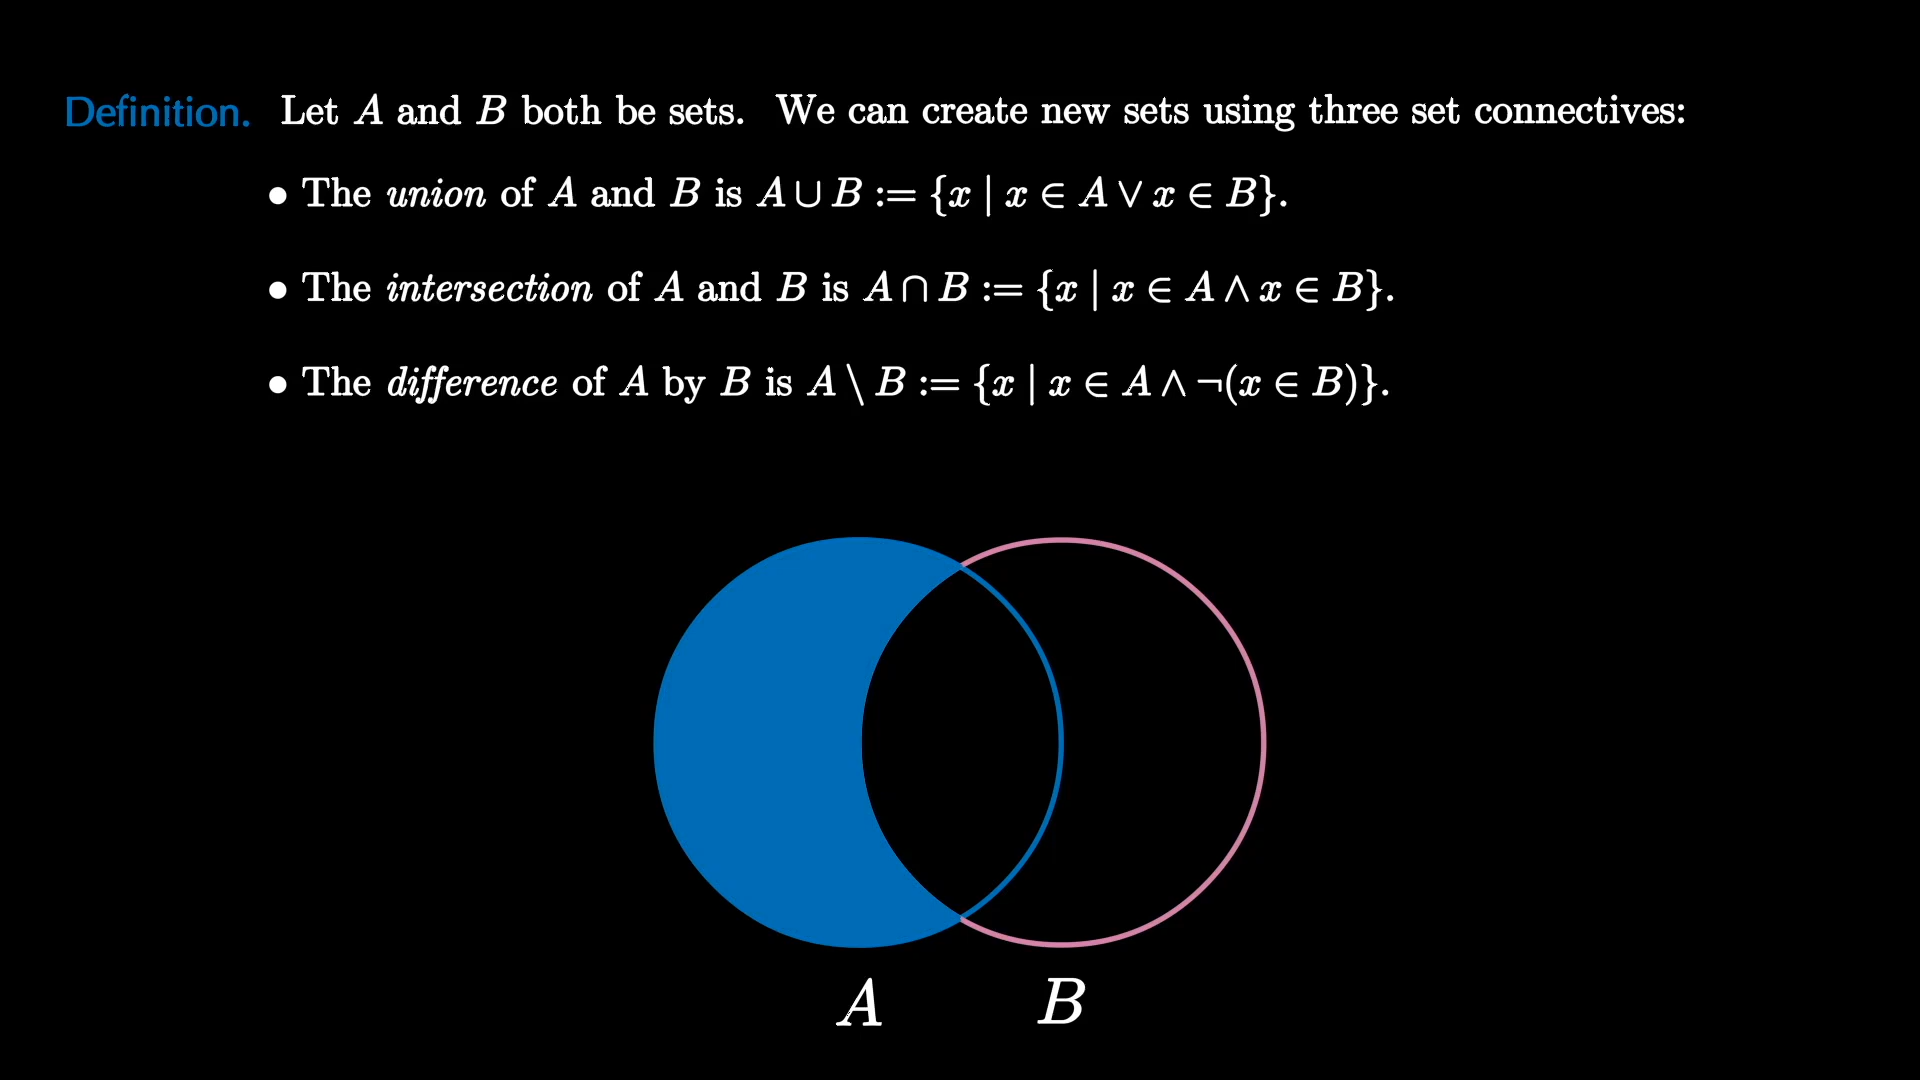 Definition. Let A and B both be sets. We can create new sets using three set connectives:
• The union of A and B is A ∪ B := {x | x ∈ A ∨ x ∈ B}.
• The intersection of A and B is A ∩ B := {x | x ∈ A ∧ x ∈ B}.
• The difference of A by B is A \ B := {x | x ∈ A ∧ ¬(x ∈ B)}.
A B